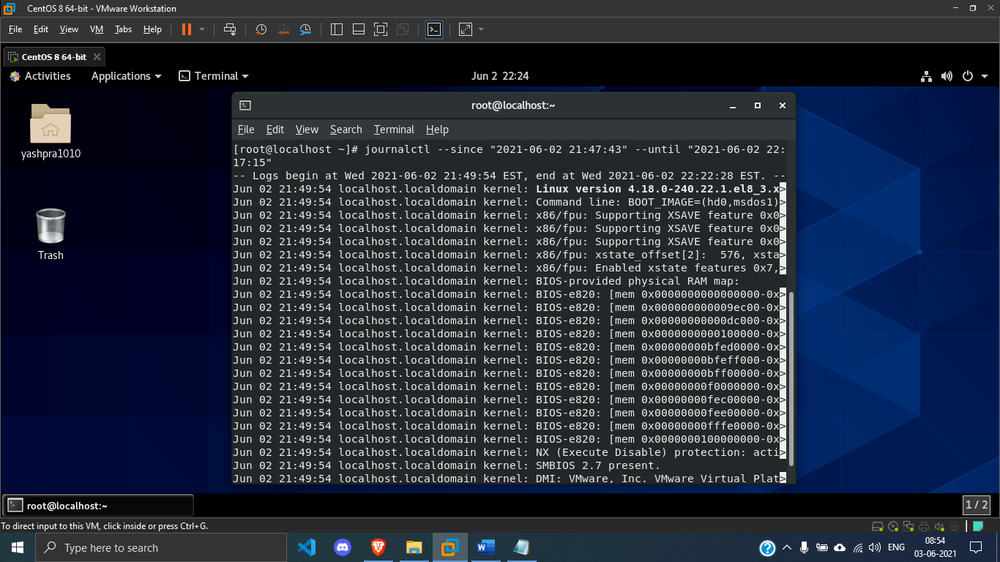 CentOS 8 64-bit - VMware Workstation
File Edit View VM Tabs Help
CentOS 8 64-bit
Activities Applications Terminal Jun 2 22:24
yashpra1010
Trash
root@localhost:~
File Edit View Search Terminal Help
[root@localhost ~]# journalctl --since "2021-06-02 21:47:43" --until "2021-06-02 22:
17:15"
-- Logs begin at Wed 2021-06-02 21:49:54 EST, end at Wed 2021-06-02 22:22:28 EST. --
Jun 02 21:49:54 localhost.localdomain kernel: Linux version 4.18.0-240.22.1.el8_3.x>
Jun 02 21:49:54 localhost.localdomain kernel: Command line: BOOT_IMAGE=(hd0,msdos1)>
Jun 02 21:49:54 localhost.localdomain kernel: x86/fpu: Supporting XSAVE feature 0x0>
Jun 02 21:49:54 localhost.localdomain kernel: x86/fpu: Supporting XSAVE feature 0x0>
Jun 02 21:49:54 localhost.localdomain kernel: x86/fpu: Supporting XSAVE feature 0x0>
Jun 02 21:49:54 localhost.localdomain kernel: x86/fpu: xstate_offset[2]:  576, xsta>
Jun 02 21:49:54 localhost.localdomain kernel: x86/fpu: Enabled xstate features 0x7,>
Jun 02 21:49:54 localhost.localdomain kernel: BIOS-provided physical RAM map:
Jun 02 21:49:54 localhost.localdomain kernel: BIOS-e820: [mem 0x0000000000000000-0x>
Jun 02 21:49:54 localhost.localdomain kernel: BIOS-e820: [mem 0x000000000009ec00-0x>
Jun 02 21:49:54 localhost.localdomain kernel: BIOS-e820: [mem 0x00000000000dc000-0x>
Jun 02 21:49:54 localhost.localdomain kernel: BIOS-e820: [mem 0x0000000000100000-0x>
Jun 02 21:49:54 localhost.localdomain kernel: BIOS-e820: [mem 0x00000000bfed0000-0x>
Jun 02 21:49:54 localhost.localdomain kernel: BIOS-e820: [mem 0x00000000bfeff000-0x>
Jun 02 21:49:54 localhost.localdomain kernel: BIOS-e820: [mem 0x00000000bff00000-0x>
Jun 02 21:49:54 localhost.localdomain kernel: BIOS-e820: [mem 0x00000000f0000000-0x>
Jun 02 21:49:54 localhost.localdomain kernel: BIOS-e820: [mem 0x00000000fec00000-0x>
Jun 02 21:49:54 localhost.localdomain kernel: BIOS-e820: [mem 0x00000000fee00000-0x>
Jun 02 21:49:54 localhost.localdomain kernel: BIOS-e820: [mem 0x00000000fffe0000-0x>
Jun 02 21:49:54 localhost.localdomain kernel: BIOS-e820: [mem 0x0000000100000000-0x>
Jun 02 21:49:54 localhost.localdomain kernel: NX (Execute Disable) protection: acti>
Jun 02 21:49:54 localhost.localdomain kernel: SMBIOS 2.7 present.
Jun 02 21:49:54 localhost.localdomain kernel: DMI: VMware, Inc. VMware Virtual Plat>
root@localhost:~
1 / 2
To direct input to this VM, click inside or press Ctrl+G.
Type here to search
ENG
08:54
03-06-2021